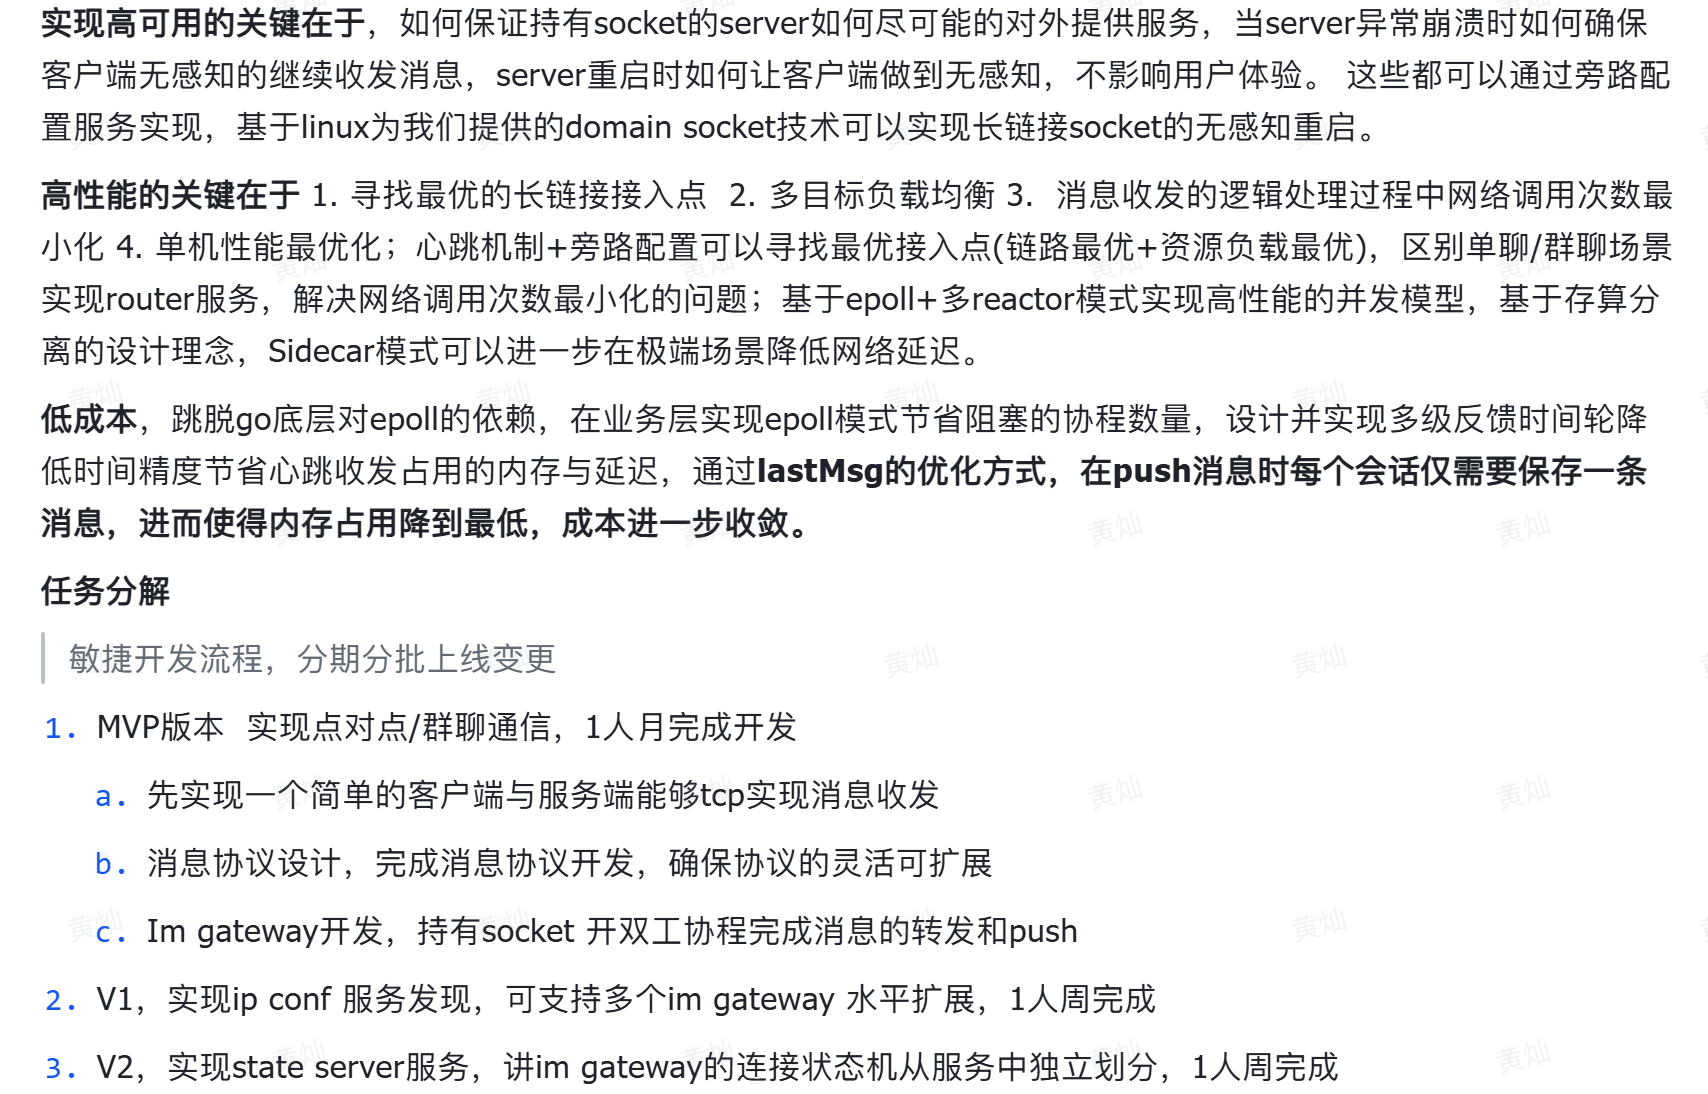 实现高可用的关键在于，如何保证持有socket的server如何尽可能的对外提供服务，当server异常崩溃时如何确保
客户端无感知的继续收发消息，server重启时如何让客户端做到无感知，不影响用户体验。 这些都可以通过旁路配
置服务实现，基于linux为我们提供的domain socket技术可以实现长链接socket的无感知重启。
高性能的关键在于 1. 寻找最优的长链接接入点  2. 多目标负载均衡 3.  消息收发的逻辑处理过程中网络调用次数最
小化 4. 单机性能最优化；心跳机制+旁路配置可以寻找最优接入点(链路最优+资源负载最优)，区别单聊/群聊场景
实现router服务，解决网络调用次数最小化的问题；基于epoll+多reactor模式实现高性能的并发模型，基于存算分
离的设计理念，Sidecar模式可以进一步在极端场景降低网络延迟。
低成本，跳脱go底层对epoll的依赖，在业务层实现epoll模式节省阻塞的协程数量，设计并实现多级反馈时间轮降
低时间精度节省心跳收发占用的内存与延迟，通过lastMsg的优化方式，在push消息时每个会话仅需要保存一条
消息，进而使得内存占用降到最低，成本进一步收敛。
任务分解
敏捷开发流程，分期分批上线变更
1. MVP版本  实现点对点/群聊通信，1人月完成开发
a. 先实现一个简单的客户端与服务端能够tcp实现消息收发
b. 消息协议设计，完成消息协议开发，确保协议的灵活可扩展
c. Im gateway开发，持有socket 开双工协程完成消息的转发和push
2. V1，实现ip conf 服务发现，可支持多个im gateway 水平扩展，1人周完成
3. V2，实现state server服务，讲im gateway的连接状态机从服务中独立划分，1人周完成